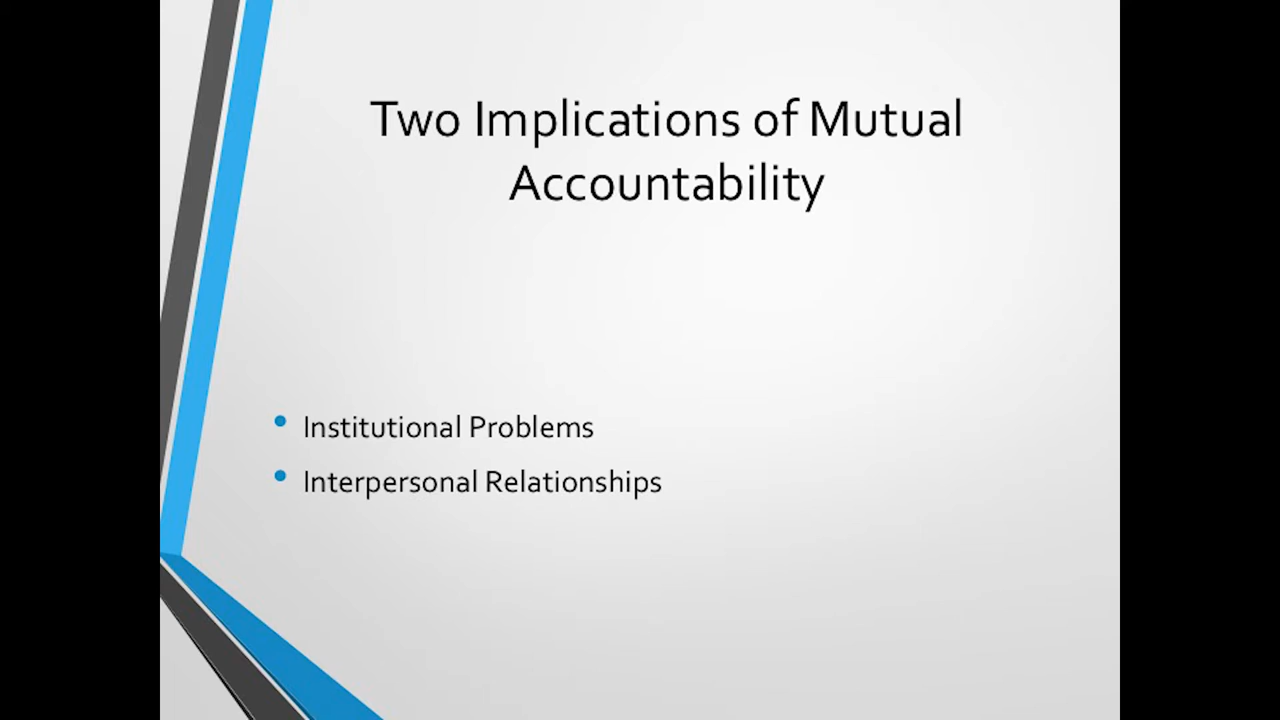 Two Implications of Mutual
Accountability
• Institutional Problems
• Interpersonal Relationships